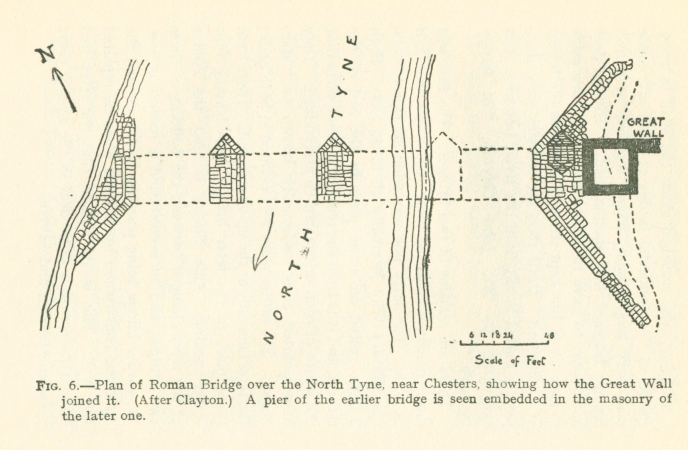 N
TYNE
GREAT
WALL
NORTH
6 12 18 24 48
Scale of Feet
FIG. 6.—Plan of Roman Bridge over the North Tyne, near Chesters, showing how the Great Wall
joined it. (After Clayton.) A pier of the earlier bridge is seen embedded in the masonry of
the later one.